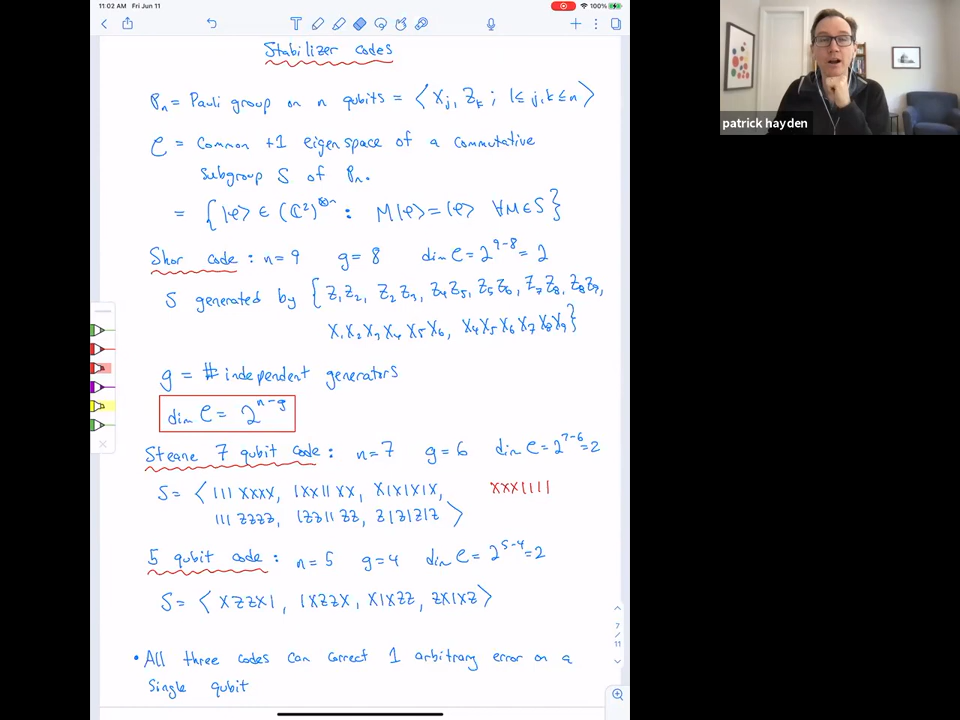 11:02 AM Fri Jun 11
100%
Stabilizer codes
Pn = Pauli group on n qubits = ⟨ Xj, Zk ; 1 ≤ j,k ≤ n ⟩
C = Common +1 eigenspace of a commutative
subgroup S of Pn.
= { |φ⟩ ∈ (ℂ²)^⊗n : M|φ⟩ = |φ⟩ ∀M∈S }
Shor code : n=9 g=8 dim C = 2^(9-8) = 2
S generated by { Z1Z2, Z2Z3, Z4Z5, Z5Z6, Z7Z8, Z8Z9,
X1X2X3X4X5X6, X4X5X6X7X8X9 }
g = # independent generators
dim C = 2^(n-g)
Steane 7 qubit code : n=7 g=6 dim C = 2^(7-6) = 2
S = ⟨ 111XXXX, 1XX11XX, X1X1X1X, XXX1111
111ZZZZ, 1ZZ11ZZ, Z1Z1Z1Z ⟩
5 qubit code : n=5 g=4 dim C = 2^(5-4) = 2
S = ⟨ XZZX1, 1XZZX, X1XZZ, ZX1XZ ⟩
• All three codes can correct 1 arbitrary error on a
single qubit
7
/
11
patrick hayden